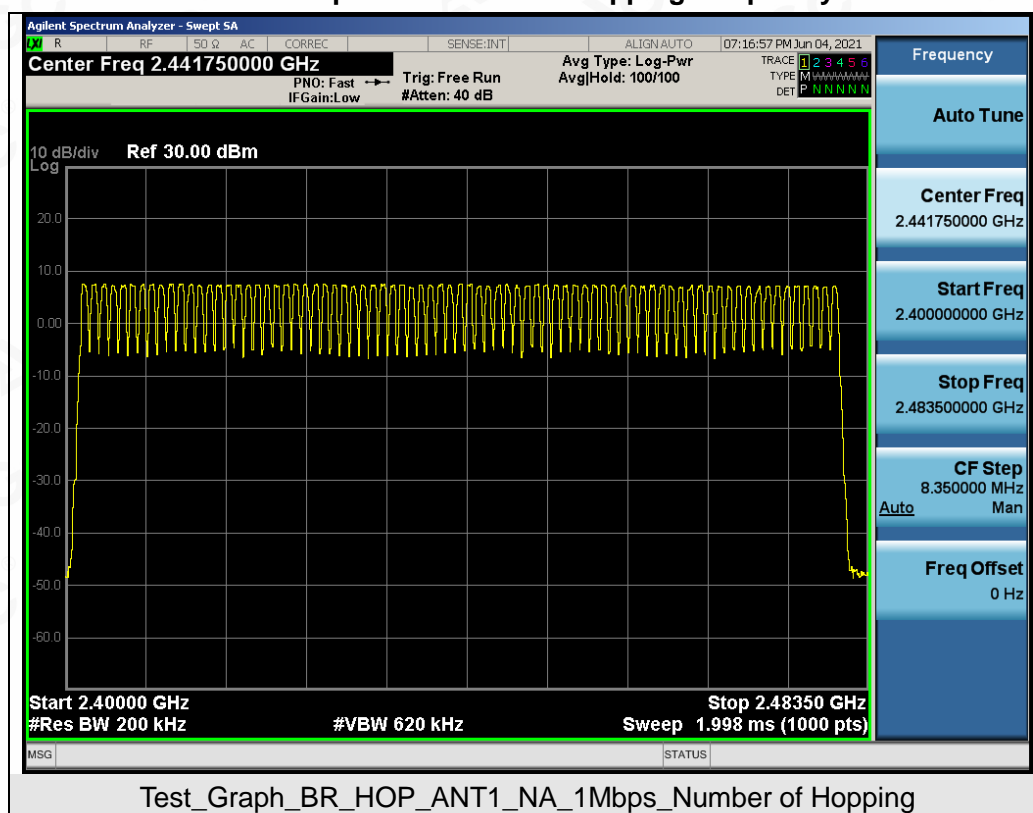 Agilent Spectrum Analyzer - Swept SA
LXI R RF 50 Ω AC CORREC SENSE:INT ALIGN AUTO 07:16:57 PM Jun 04, 2021
Center Freq 2.441750000 GHz
PNO: Fast
IFGain:Low
Trig: Free Run
#Atten: 40 dB
Avg Type: Log-Pwr
Avg|Hold: 100/100
TRACE 1 2 3 4 5 6
TYPE M
DET P N N N N N
10 dB/div Ref 30.00 dBm
Log
20.0
10.0
0.00
-10.0
-20.0
-30.0
-40.0
-50.0
-60.0
Start 2.40000 GHz Stop 2.48350 GHz
#Res BW 200 kHz #VBW 620 kHz Sweep 1.998 ms (1000 pts)
MSG STATUS
Frequency
Auto Tune
Center Freq
2.441750000 GHz
Start Freq
2.400000000 GHz
Stop Freq
2.483500000 GHz
CF Step
8.350000 MHz
Auto Man
Freq Offset
0 Hz
Test_Graph_BR_HOP_ANT1_NA_1Mbps_Number of Hopping